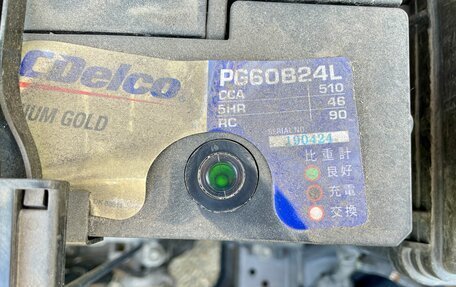 CDelco
IUM GOLD
PG60B24L
CCA 510
5HR 46
RC 90
SERIAL NO.
190424
比重計
良好
充電
交換